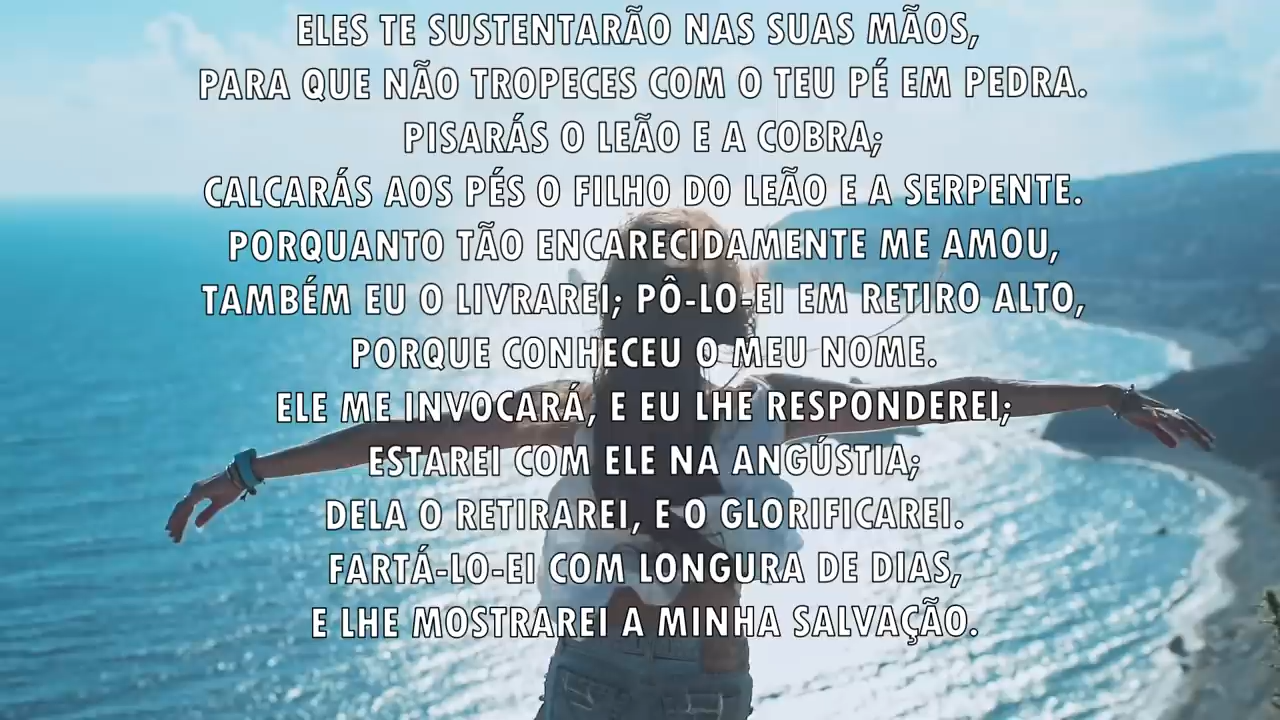 ELES TE SUSTENTARÃO NAS SUAS MÃOS,
PARA QUE NÃO TROPECES COM O TEU PÉ EM PEDRA.
PISARÁS O LEÃO E A COBRA;
CALCARÁS AOS PÉS O FILHO DO LEÃO E A SERPENTE.
PORQUANTO TÃO ENCARECIDAMENTE ME AMOU,
TAMBÉM EU O LIVRAREI; PÔ-LO-EI EM RETIRO ALTO,
PORQUE CONHECEU O MEU NOME.
ELE ME INVOCARÁ, E EU LHE RESPONDEREI;
ESTAREI COM ELE NA ANGÚSTIA;
DELA O RETIRAREI, E O GLORIFICAREI.
FARTÁ-LO-EI COM LONGURA DE DIAS,
E LHE MOSTRAREI A MINHA SALVAÇÃO.